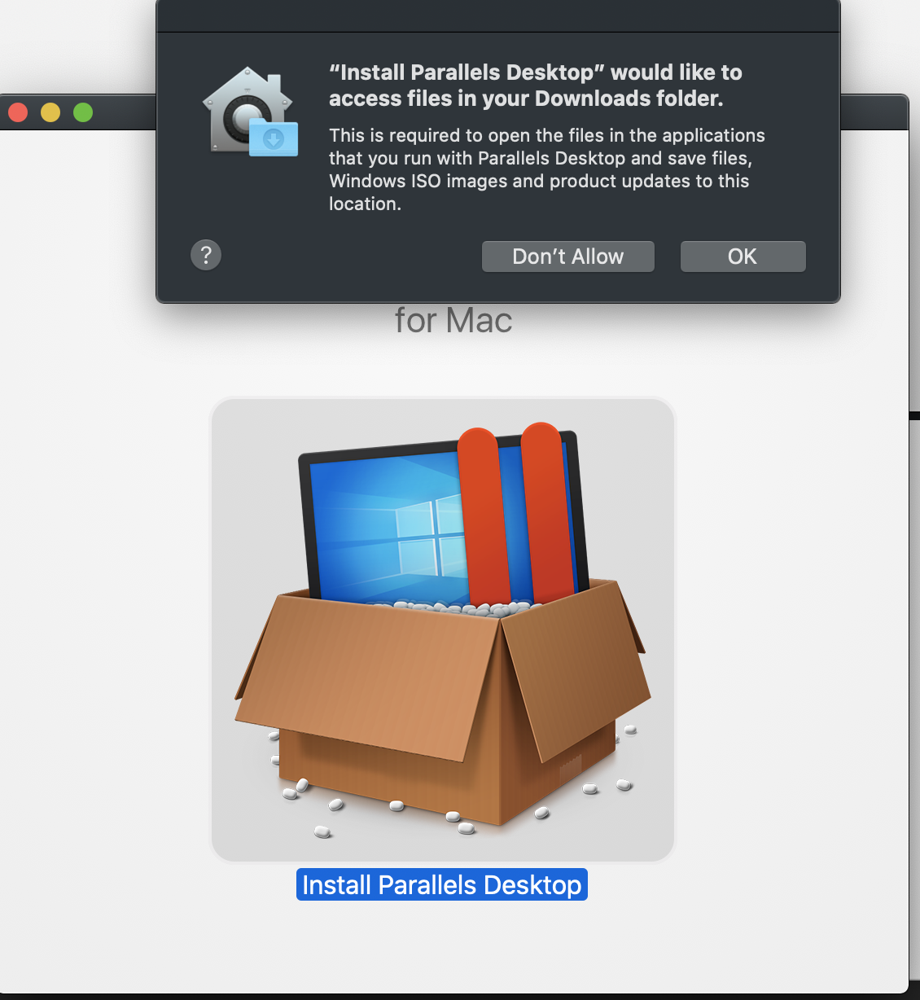 “Install Parallels Desktop” would like to
access files in your Downloads folder.
This is required to open the files in the applications
that you run with Parallels Desktop and save files,
Windows ISO images and product updates to this
location.
?
Don’t Allow
OK
for Mac
Install Parallels Desktop